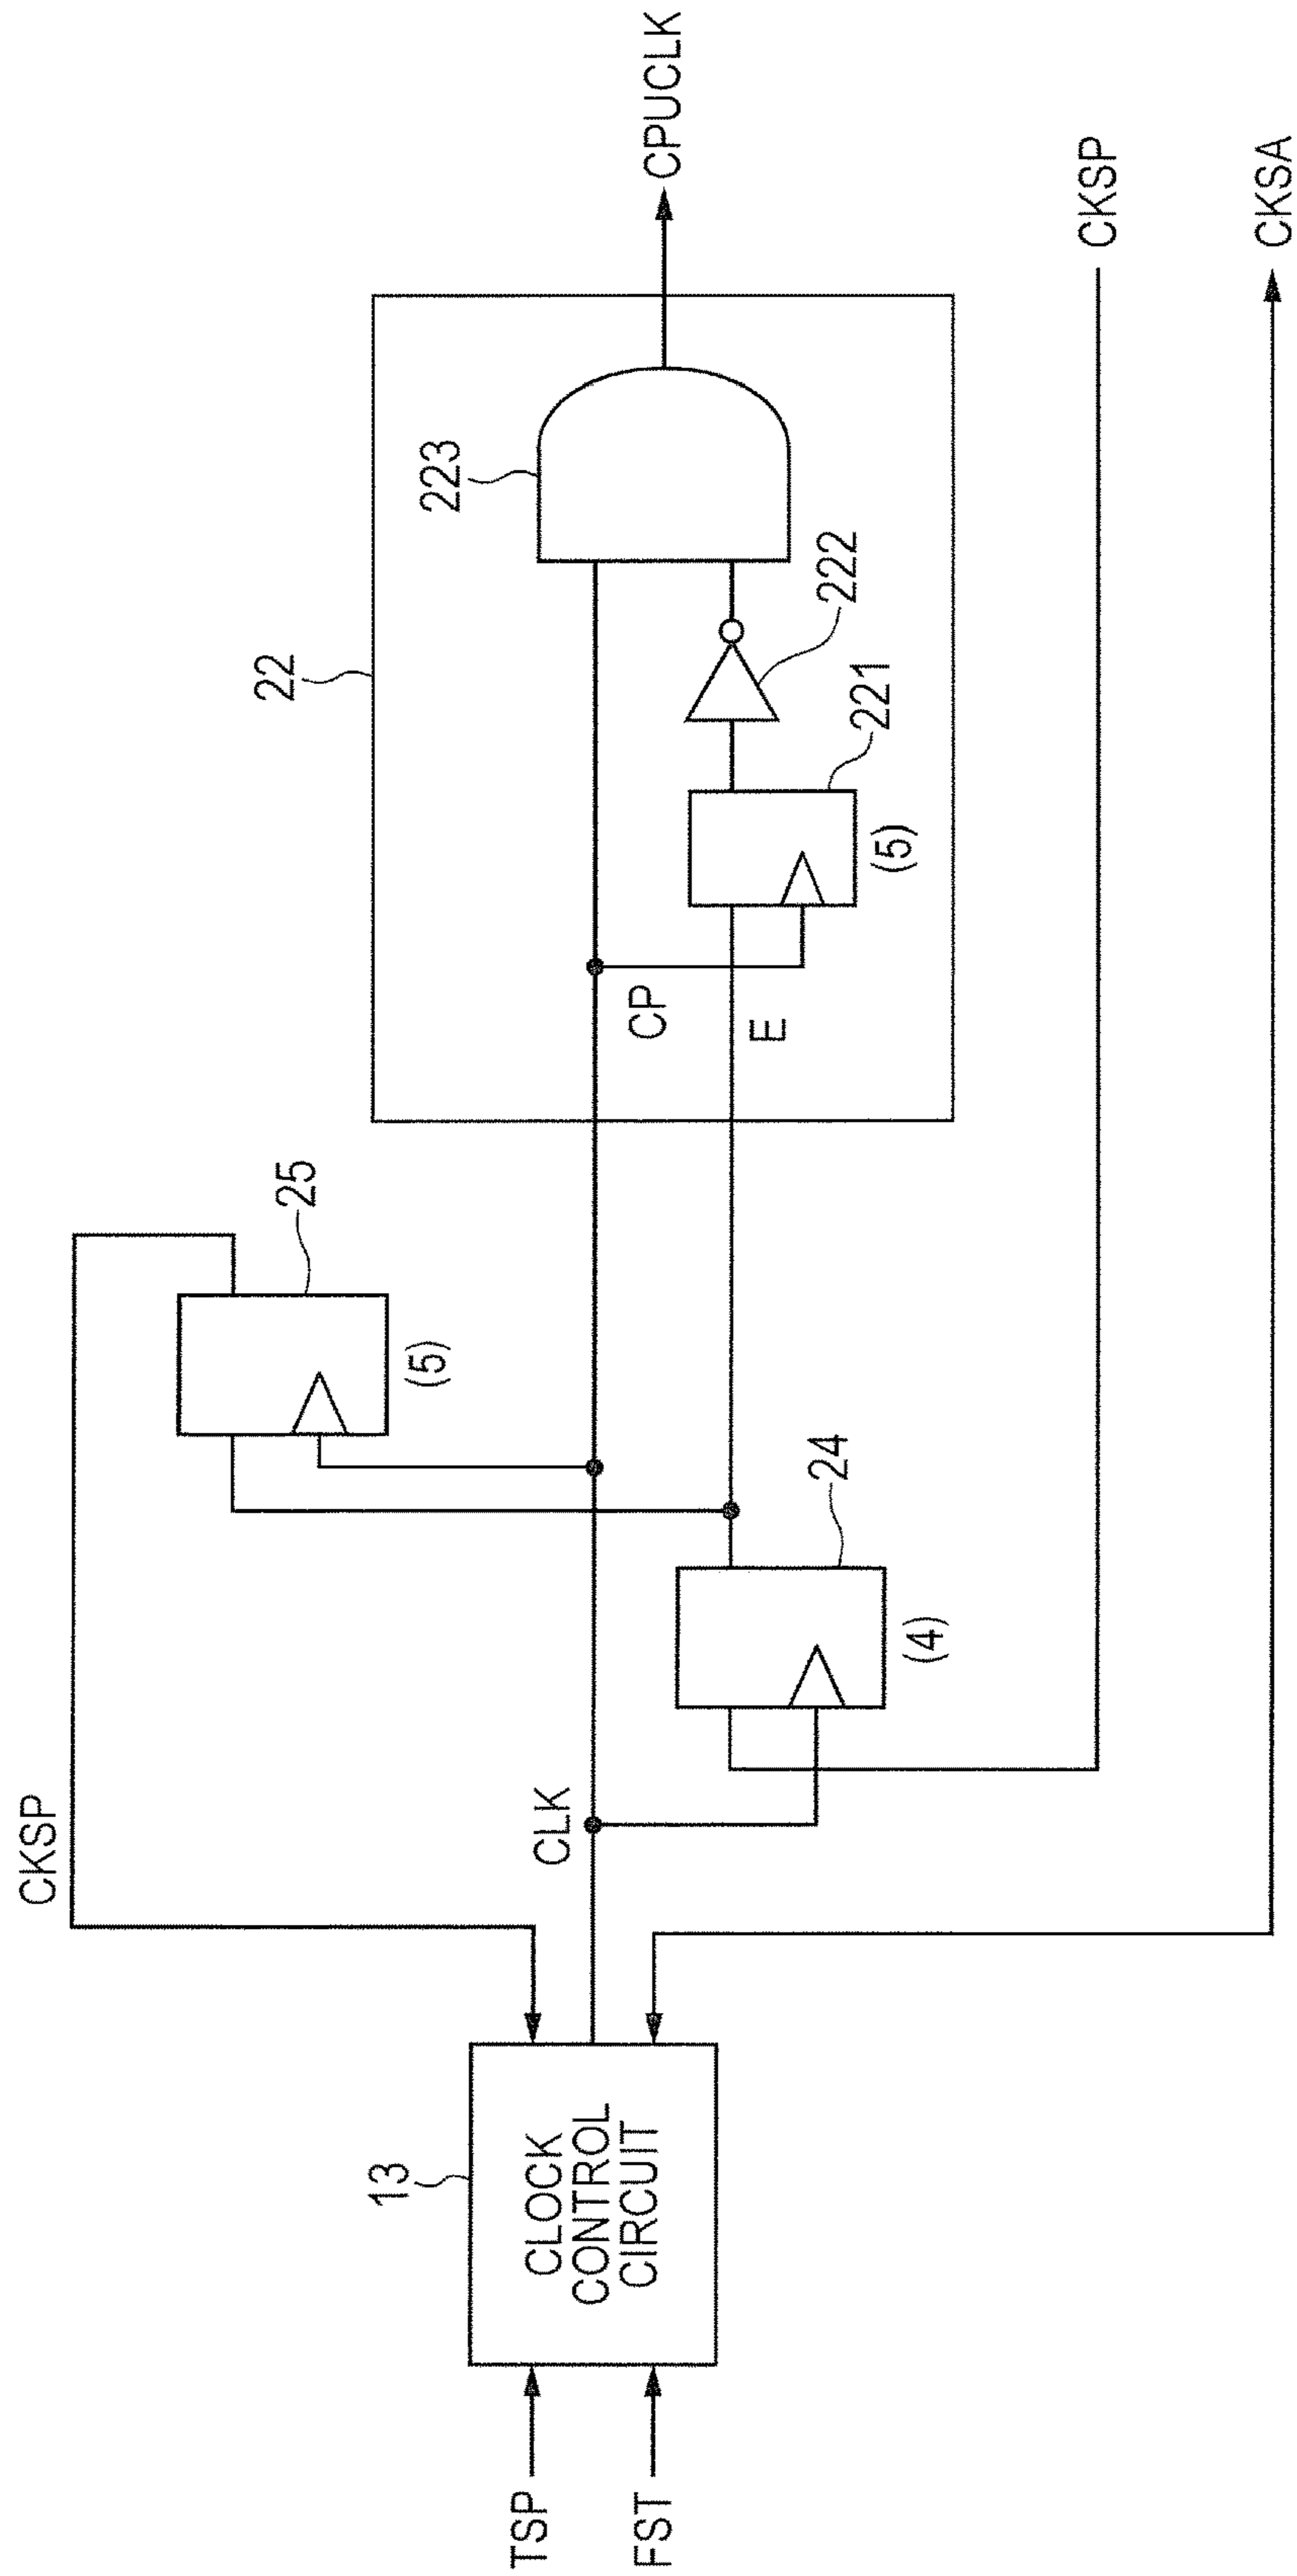 CKSP
25
(5)
22
223
CPUCLK
13
CLOCK
CONTROL
CIRCUIT
TSP
FST
CLK
CP
E
222
221
(5)
24
(4)
CKSP
CKSA